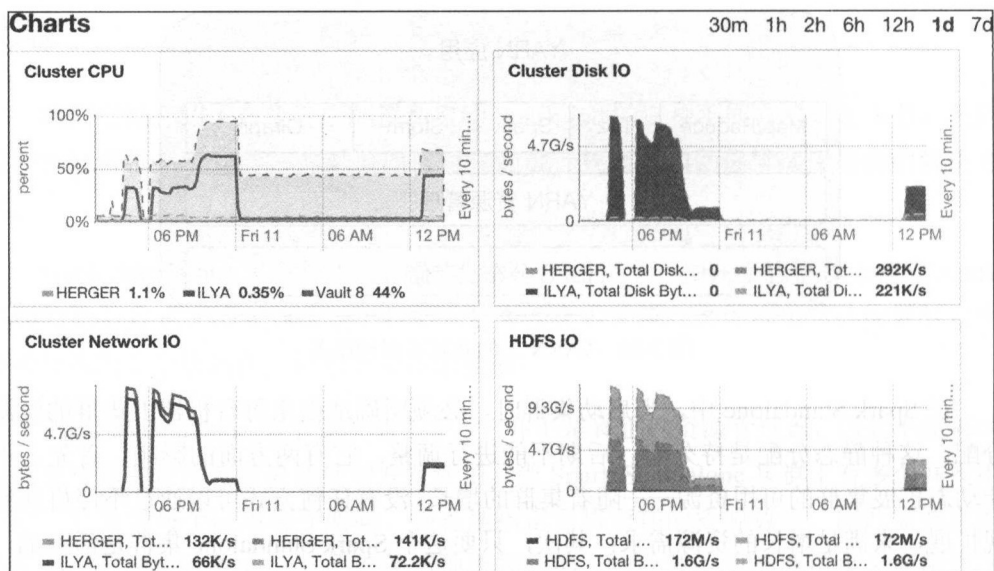 Charts
30m 1h 2h 6h 12h 1d 7d
Cluster CPU
percent
100%
50%
0%
06 PM Fri 11 06 AM 12 PM
Every 10 min...
HERGER 1.1% ILYA 0.35% Vault 8 44%
Cluster Disk IO
bytes / second
4.7G/s
0
06 PM Fri 11 06 AM 12 PM
Every 10 min...
HERGER, Total Disk... 0 HERGER, Tot... 292K/s
ILYA, Total Disk Byt... 0 ILYA, Total Di... 221K/s
Cluster Network IO
bytes / second
4.7G/s
0
06 PM Fri 11 06 AM 12 PM
Every 10 min...
HERGER, Tot... 132K/s HERGER, Tot... 141K/s
ILYA, Total Byt... 66K/s ILYA, Total B... 72.2K/s
HDFS IO
bytes / second
9.3G/s
4.7G/s
0
06 PM Fri 11 06 AM 12 PM
Every 10 min...
HDFS, Total ... 172M/s HDFS, Total ... 172M/s
HDFS, Total B... 1.6G/s HDFS, Total B... 1.6G/s